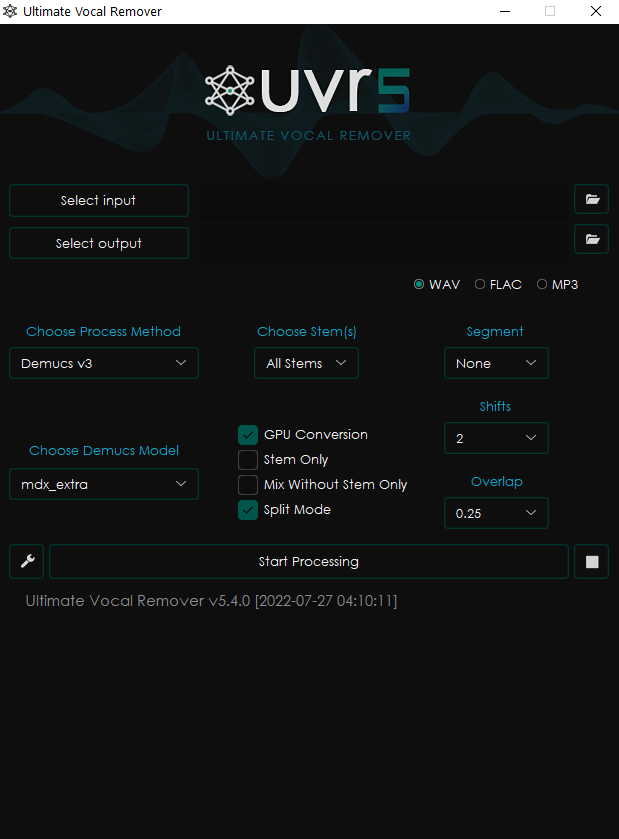 Ultimate Vocal Remover
uvr5
ULTIMATE VOCAL REMOVER
Select input
Select output
WAV FLAC MP3
Choose Process Method Choose Stem(s) Segment
Demucs v3 All Stems None
Shifts
GPU Conversion 2
Choose Demucs Model Stem Only
mdx_extra Mix Without Stem Only Overlap
Split Mode 0.25
Start Processing
Ultimate Vocal Remover v5.4.0 [2022-07-27 04:10:11]